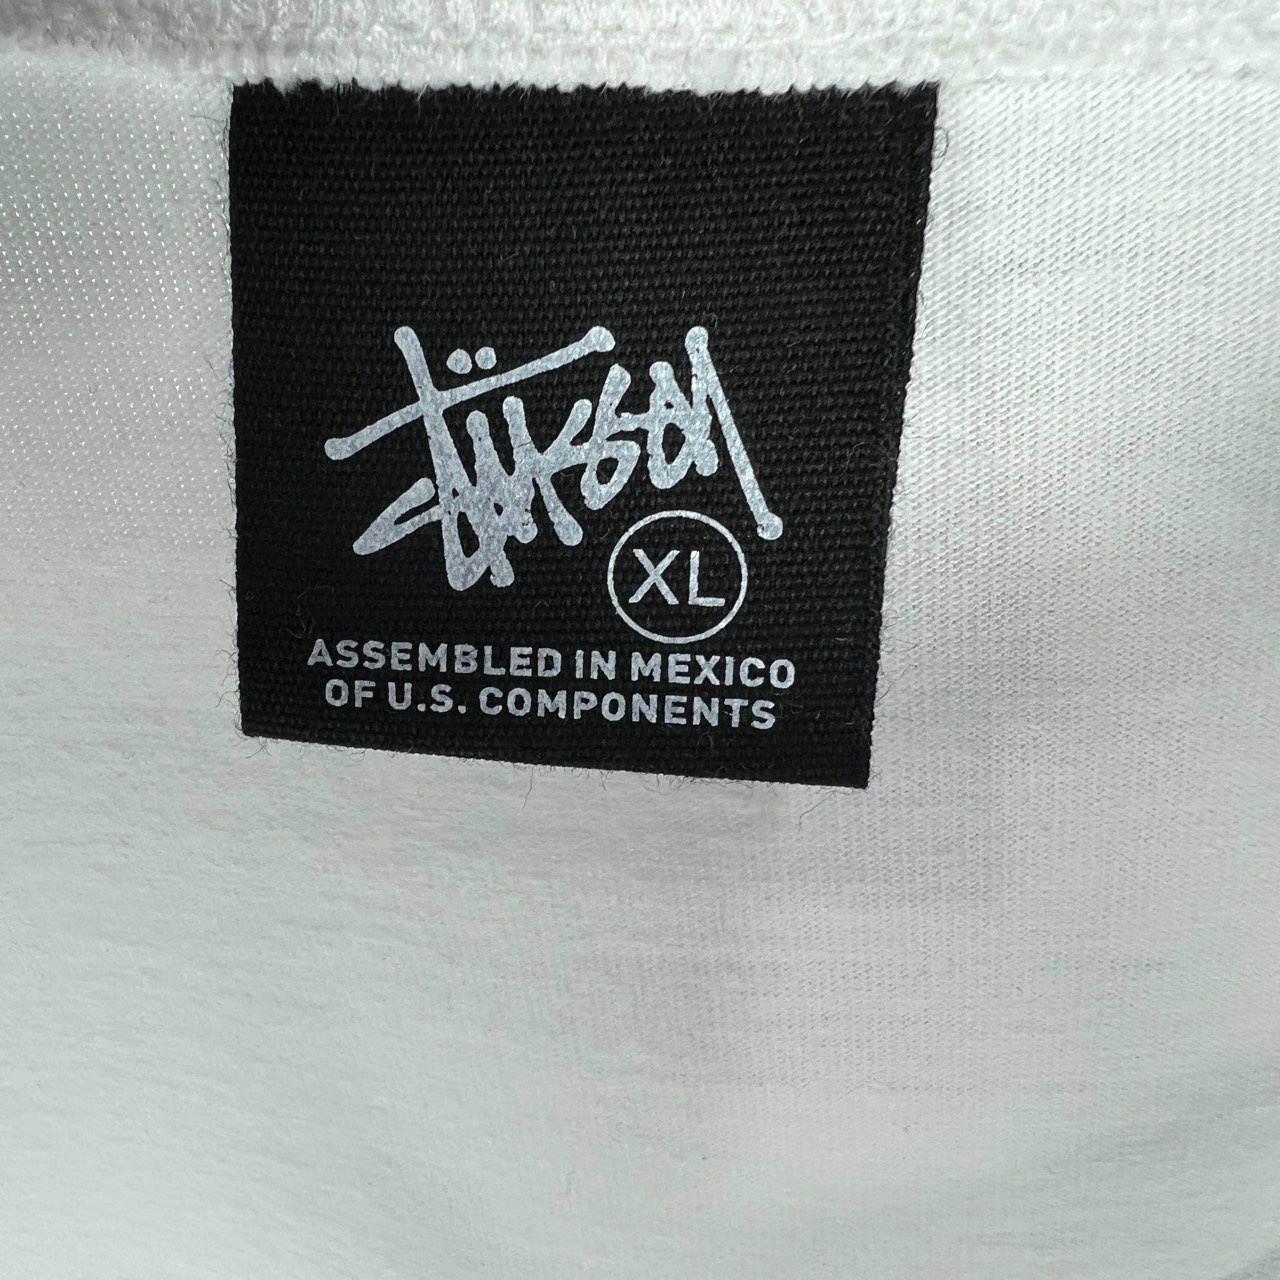 Stüssy
XL
ASSEMBLED IN MEXICO
OF U.S. COMPONENTS